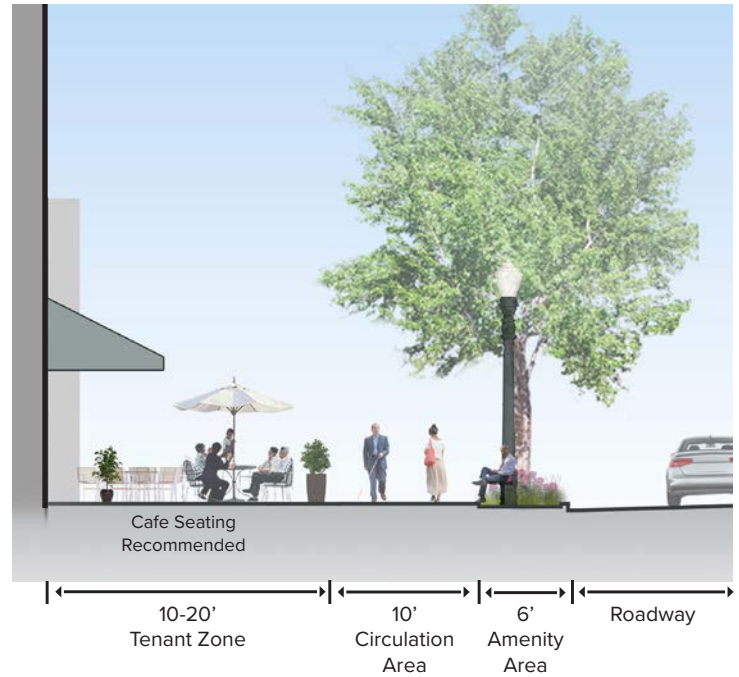 Cafe Seating
Recommended
10-20’
Tenant Zone
10’
Circulation
Area
6’
Amenity
Area
Roadway